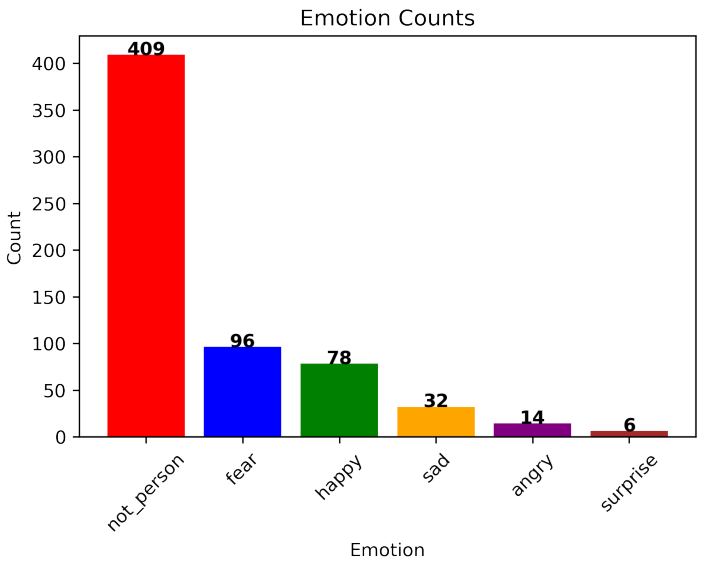 Emotion Counts
Count
400
350
300
250
200
150
100
50
0
409
96
78
32
14
6
not_person
fear
happy
sad
angry
surprise
Emotion